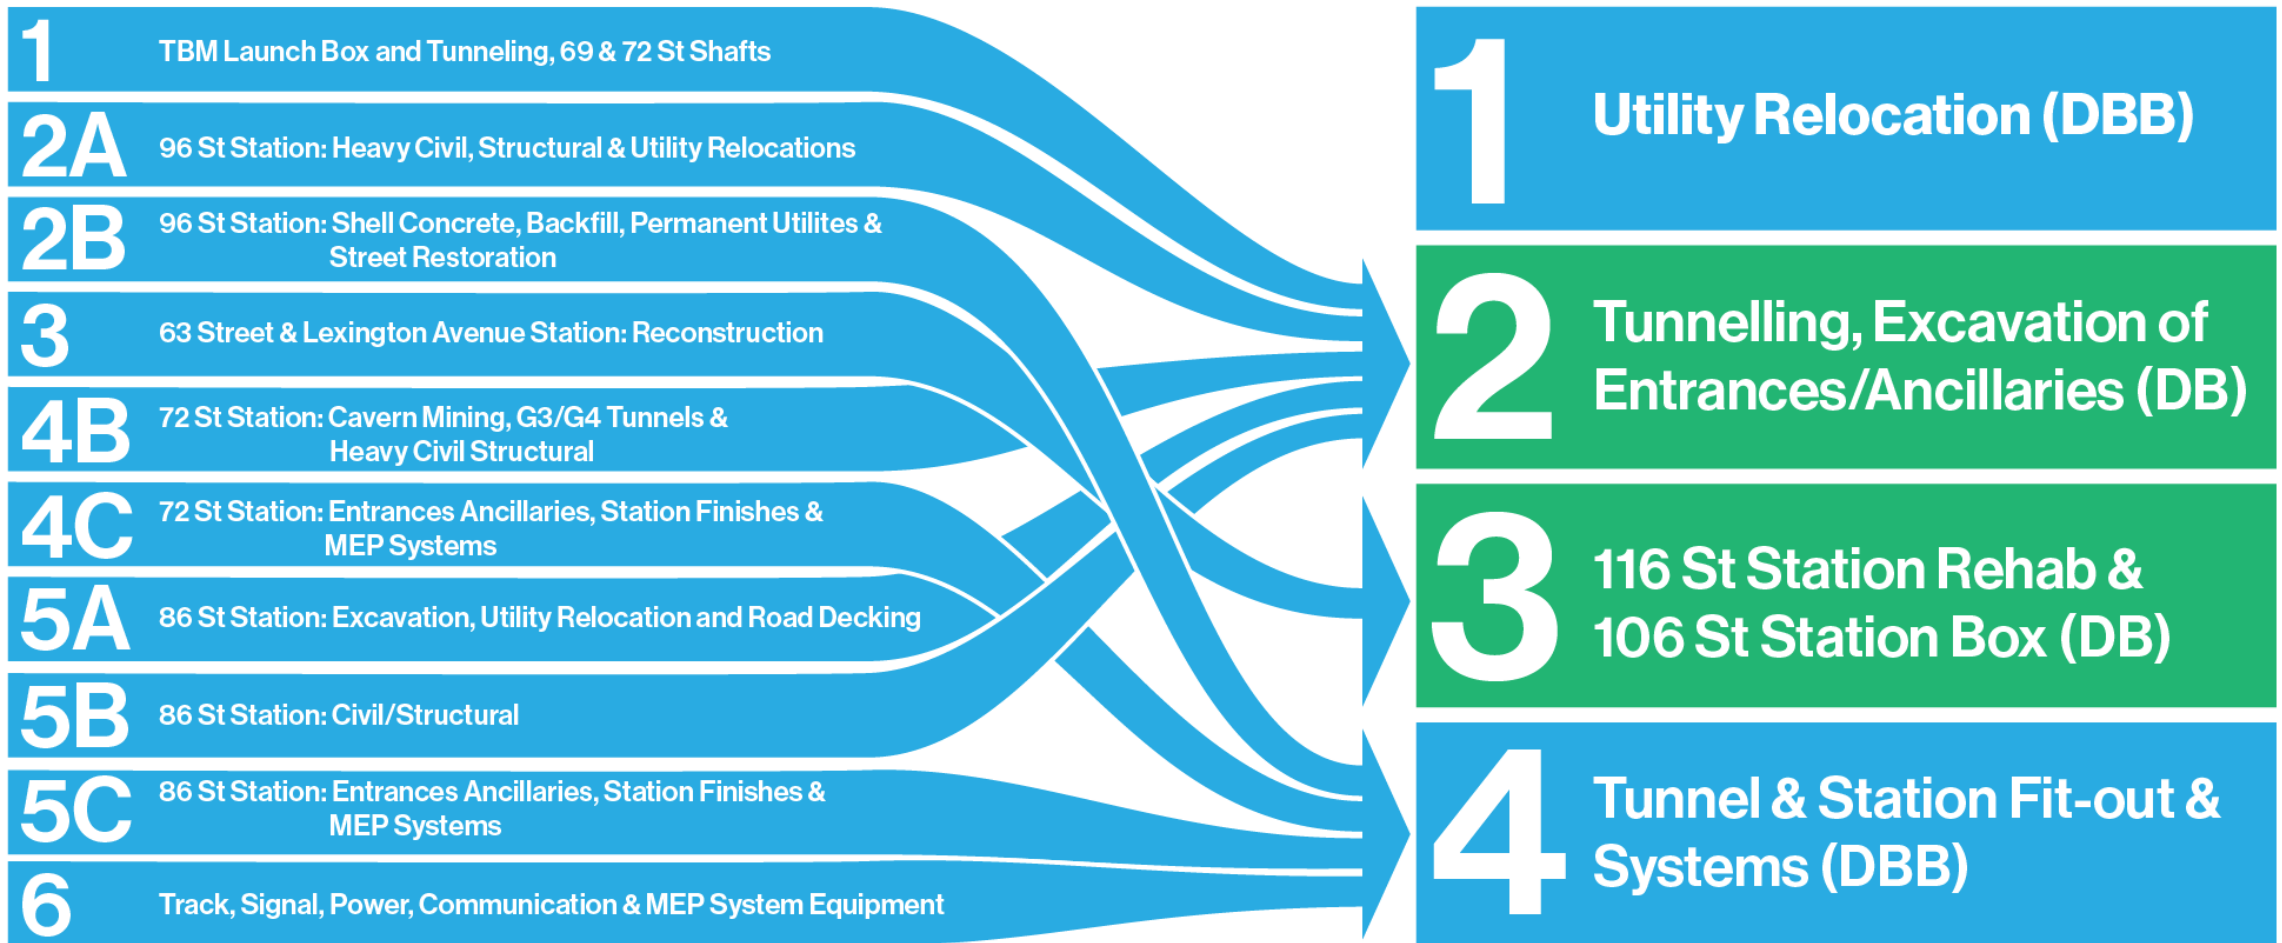 1 TBM Launch Box and Tunneling, 69 & 72 St Shafts
2A 96 St Station: Heavy Civil, Structural & Utility Relocations
2B 96 St Station: Shell Concrete, Backfill, Permanent Utilites &
Street Restoration
3 63 Street & Lexington Avenue Station: Reconstruction
4B 72 St Station: Cavern Mining, G3/G4 Tunnels &
Heavy Civil Structural
4C 72 St Station: Entrances Ancillaries, Station Finishes &
MEP Systems
5A 86 St Station: Excavation, Utility Relocation and Road Decking
5B 86 St Station: Civil/Structural
5C 86 St Station: Entrances Ancillaries, Station Finishes &
MEP Systems
6 Track, Signal, Power, Communication & MEP System Equipment
1 Utility Relocation (DBB)
2 Tunnelling, Excavation of
Entrances/Ancillaries (DB)
3 116 St Station Rehab &
106 St Station Box (DB)
4 Tunnel & Station Fit-out &
Systems (DBB)